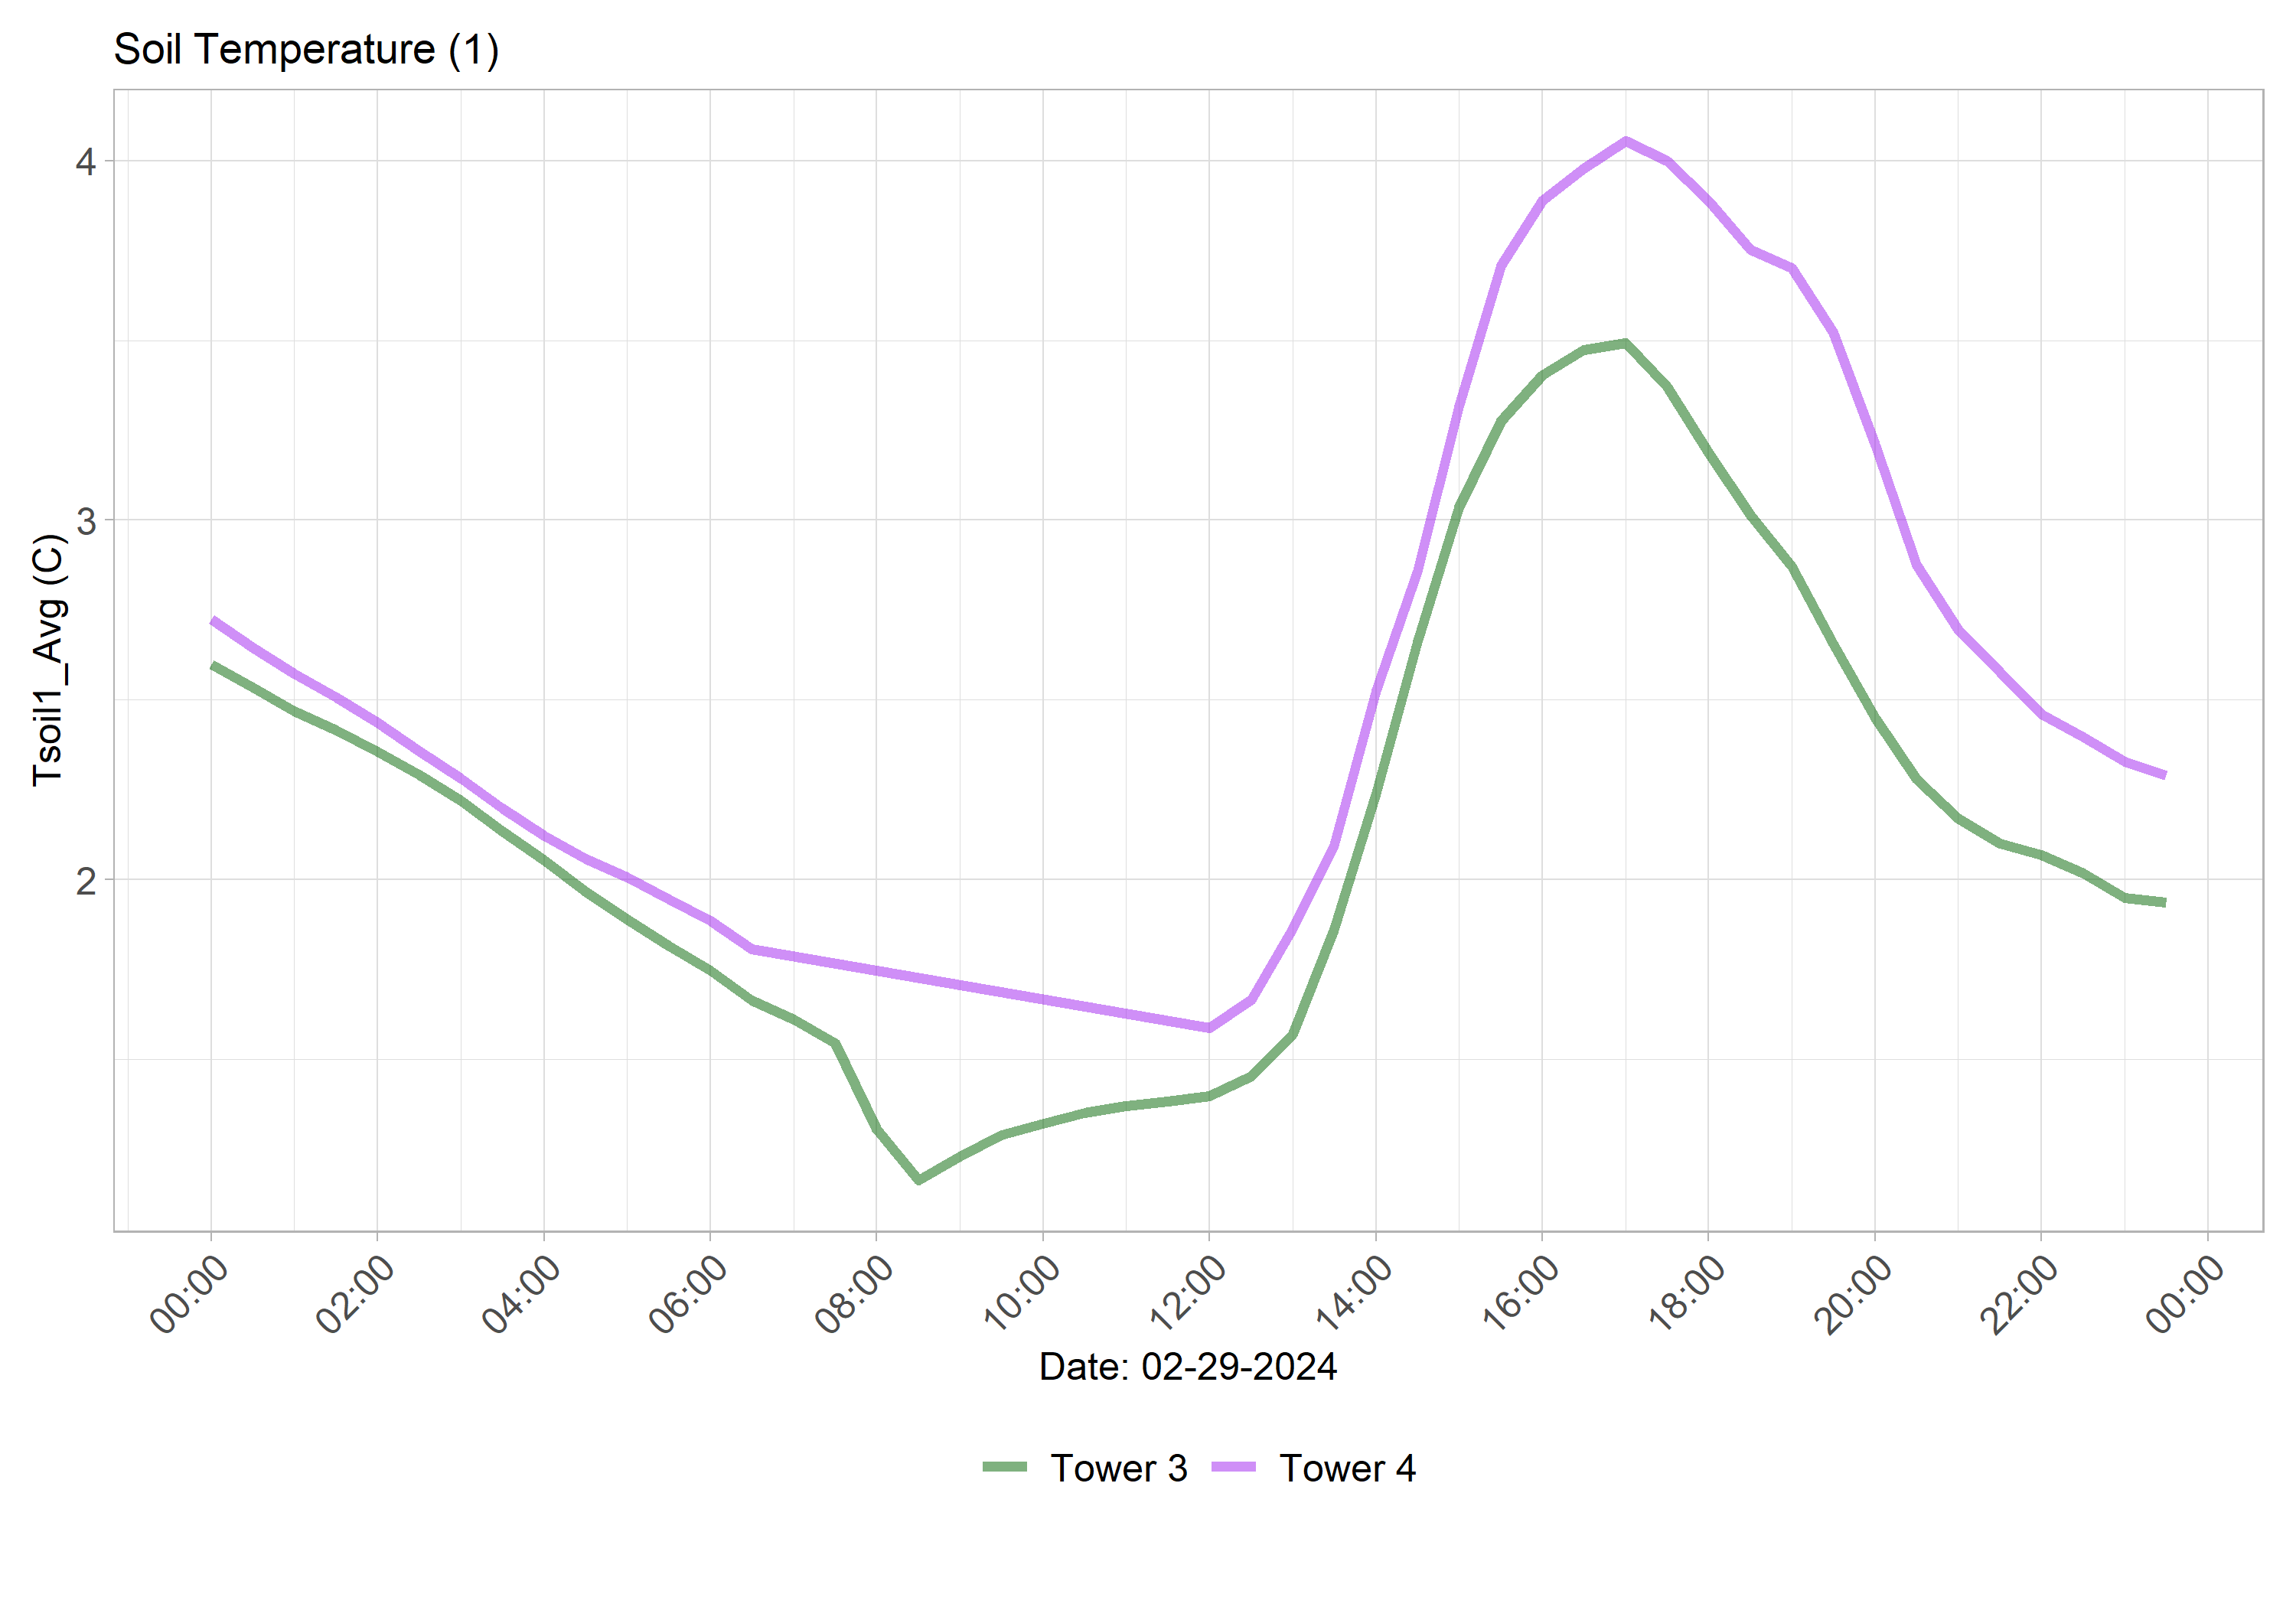 Soil Temperature (1)
Tsoil1_Avg (C)
4
3
2
00:00 02:00 04:00 06:00 08:00 10:00 12:00 14:00 16:00 18:00 20:00 22:00 00:00
Date: 02-29-2024
Tower 3 Tower 4